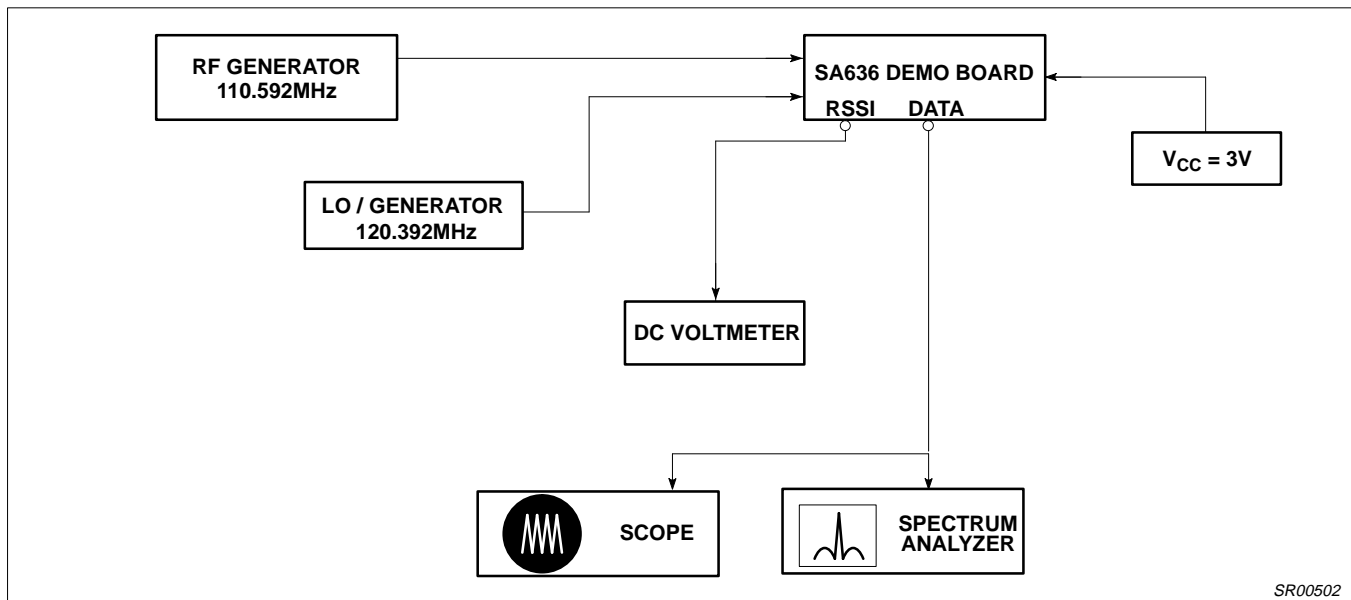 RF GENERATOR
110.592MHz
SA636 DEMO BOARD
RSSI DATA
VCC = 3V
LO / GENERATOR
120.392MHz
DC VOLTMETER
SCOPE
SPECTRUM
ANALYZER
SR00502